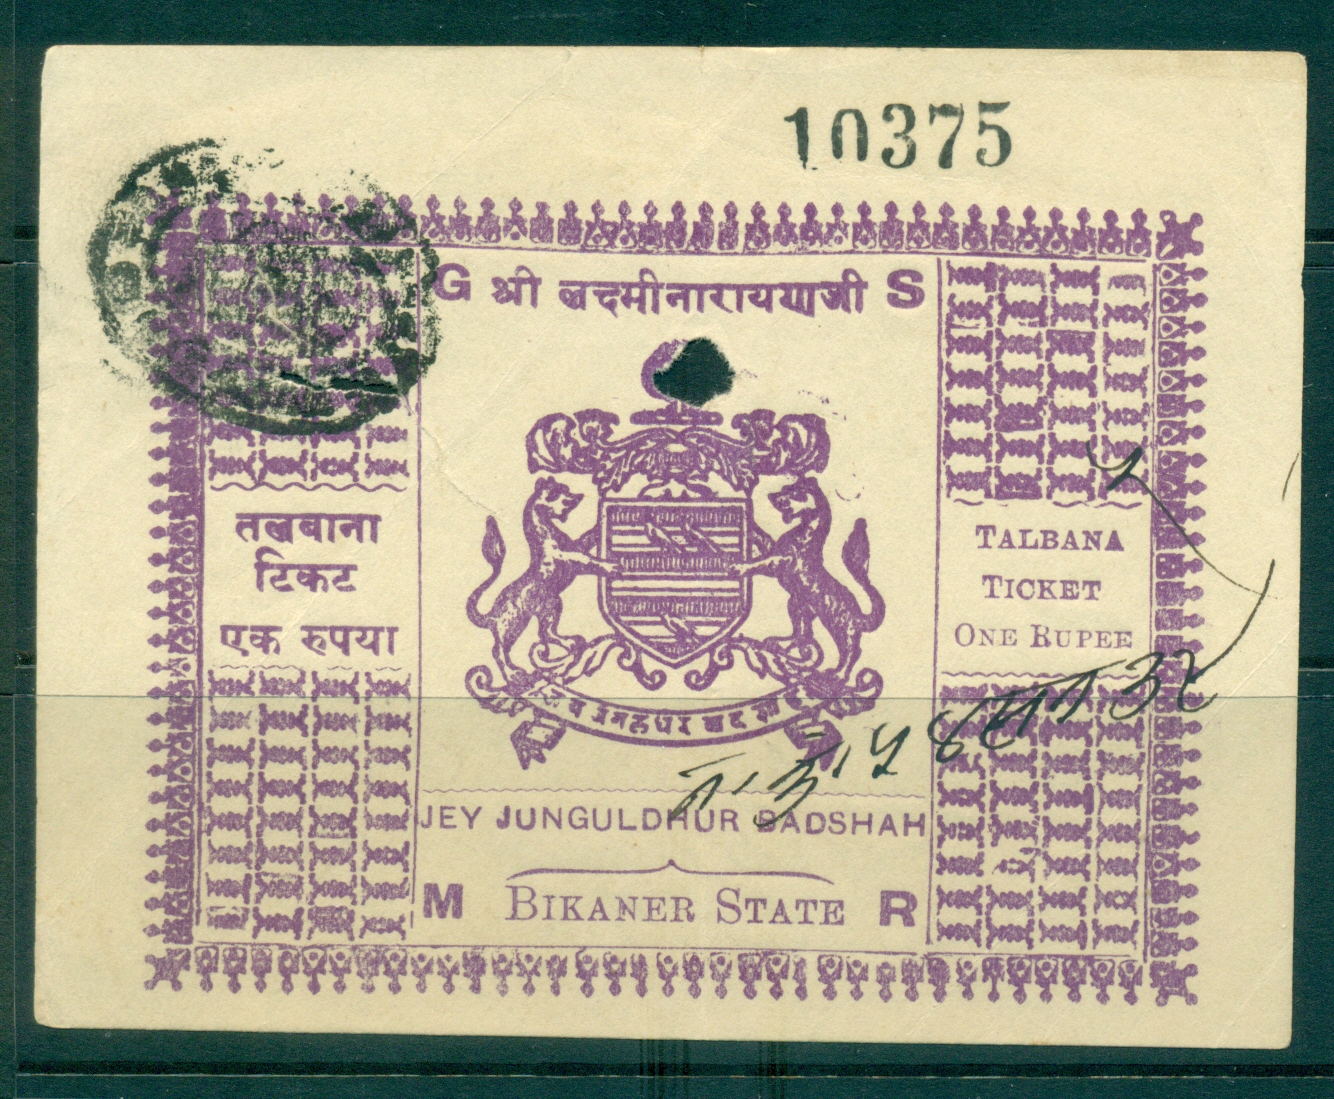 10375
G श्री लक्ष्मीनारायणजी S
तलबाना
टिकट
एक रुपया
TALBANA
TICKET
ONE RUPEE
JEY JUNGULDHUR BADSHAH
M BIKANER STATE R